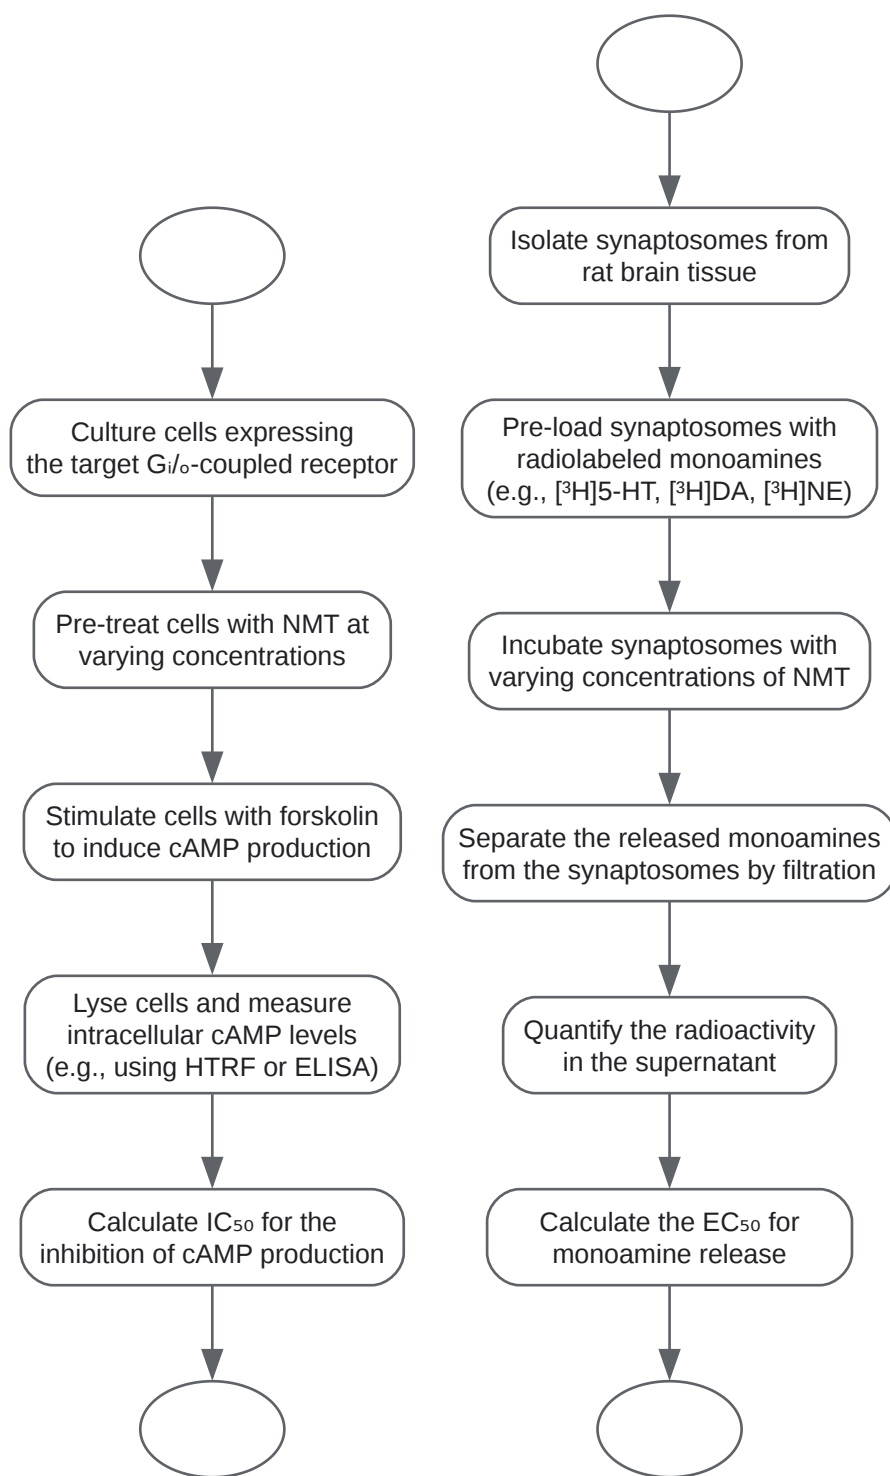 Culture cells expressing
the target Gᵢ/ₒ-coupled receptor
Pre-treat cells with NMT at
varying concentrations
Stimulate cells with forskolin
to induce cAMP production
Lyse cells and measure
intracellular cAMP levels
(e.g., using HTRF or ELISA)
Calculate IC₅₀ for the
inhibition of cAMP production
Isolate synaptosomes from
rat brain tissue
Pre-load synaptosomes with
radiolabeled monoamines
(e.g., [³H]5-HT, [³H]DA, [³H]NE)
Incubate synaptosomes with
varying concentrations of NMT
Separate the released monoamines
from the synaptosomes by filtration
Quantify the radioactivity
in the supernatant
Calculate the EC₅₀ for
monoamine release